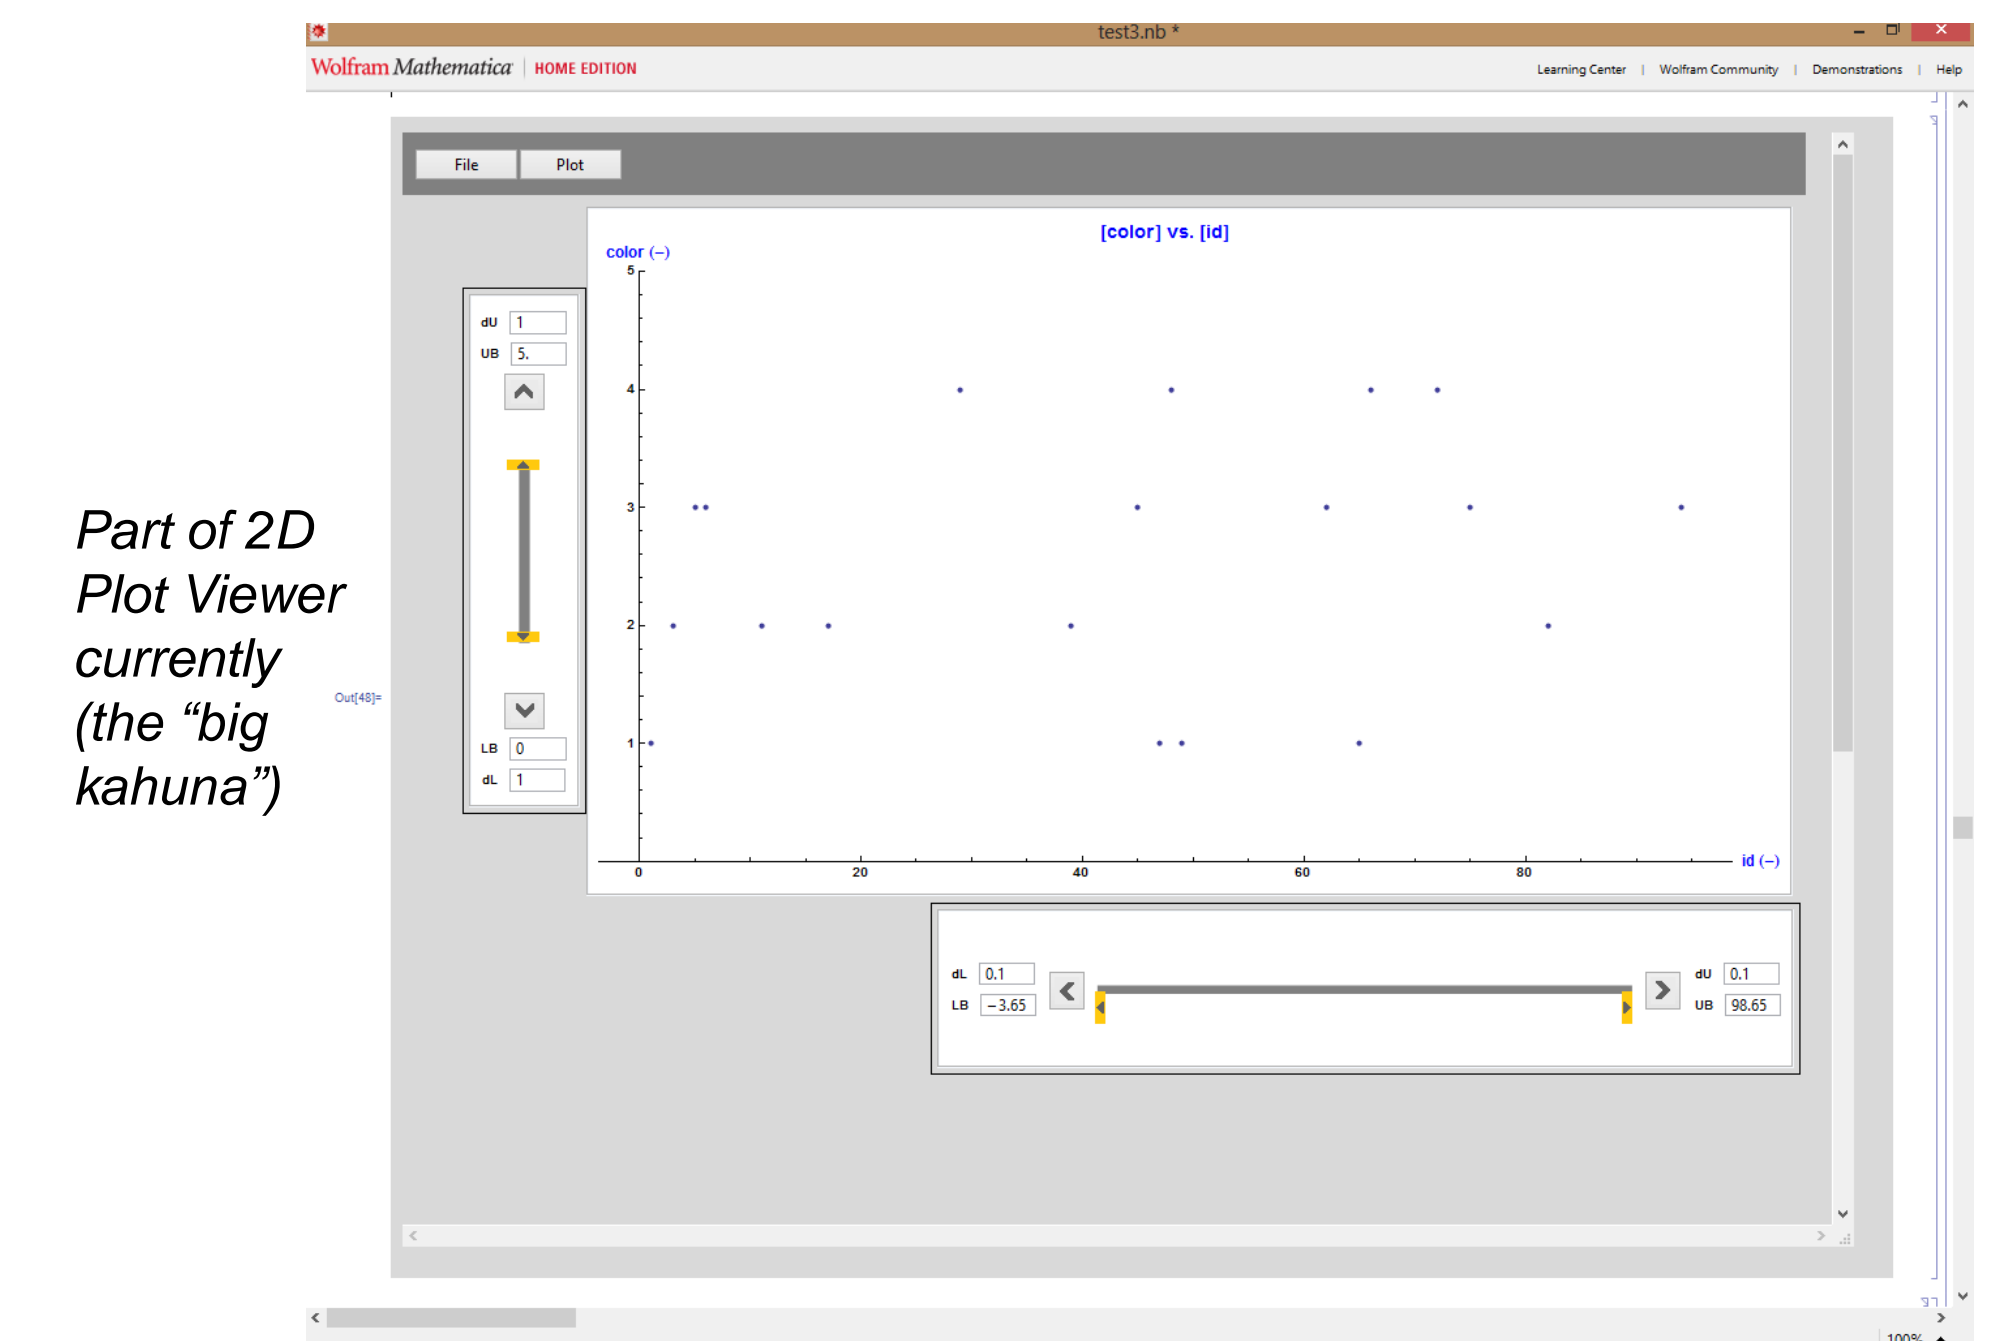 test3.nb *
Wolfram Mathematica | HOME EDITION
Learning Center | Wolfram Community | Demonstrations | Help
File Plot
[color] vs. [id]
color (–)
5
4
3
2
1
0 20 40 60 80
id (–)
dU 1
UB 5.
LB 0
dL 1
Part of 2D
Plot Viewer
currently
(the “big
kahuna”)
Out[48]=
dL 0.1
LB –3.65
dU 0.1
UB 98.65
100%